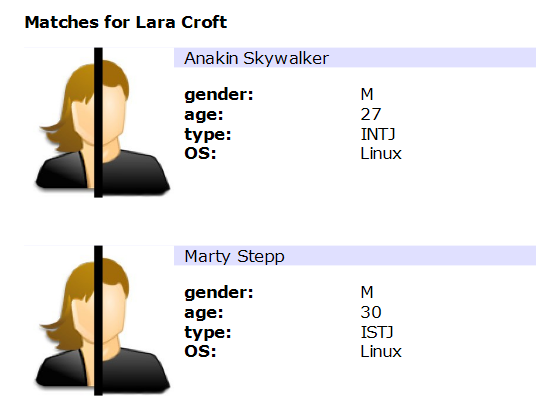 Matches for Lara Croft
Anakin Skywalker
gender: M
age: 27
type: INTJ
OS: Linux
Marty Stepp
gender: M
age: 30
type: ISTJ
OS: Linux